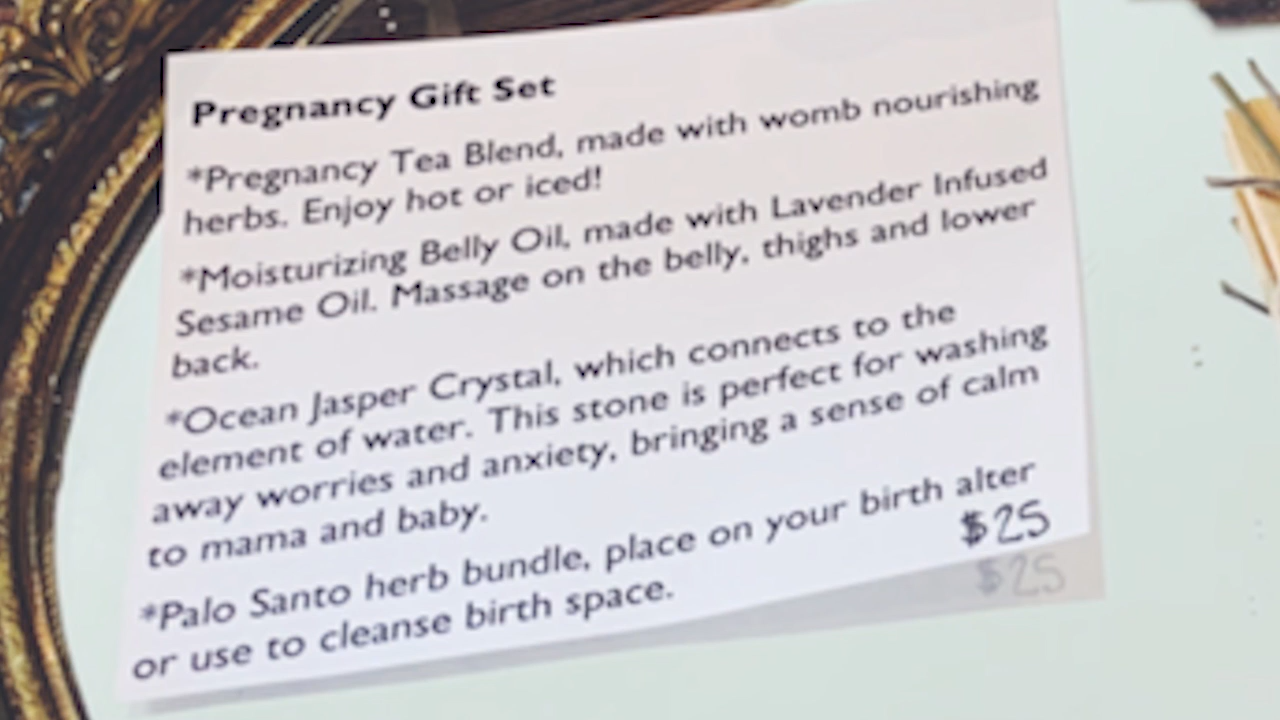 Pregnancy Gift Set
*Pregnancy Tea Blend, made with womb nourishing
herbs. Enjoy hot or iced!
*Moisturizing Belly Oil, made with Lavender Infused
Sesame Oil. Massage on the belly, thighs and lower
back.
*Ocean Jasper Crystal, which connects to the
element of water. This stone is perfect for washing
away worries and anxiety, bringing a sense of calm
to mama and baby.
*Palo Santo herb bundle, place on your birth alter
or use to cleanse birth space.
$25